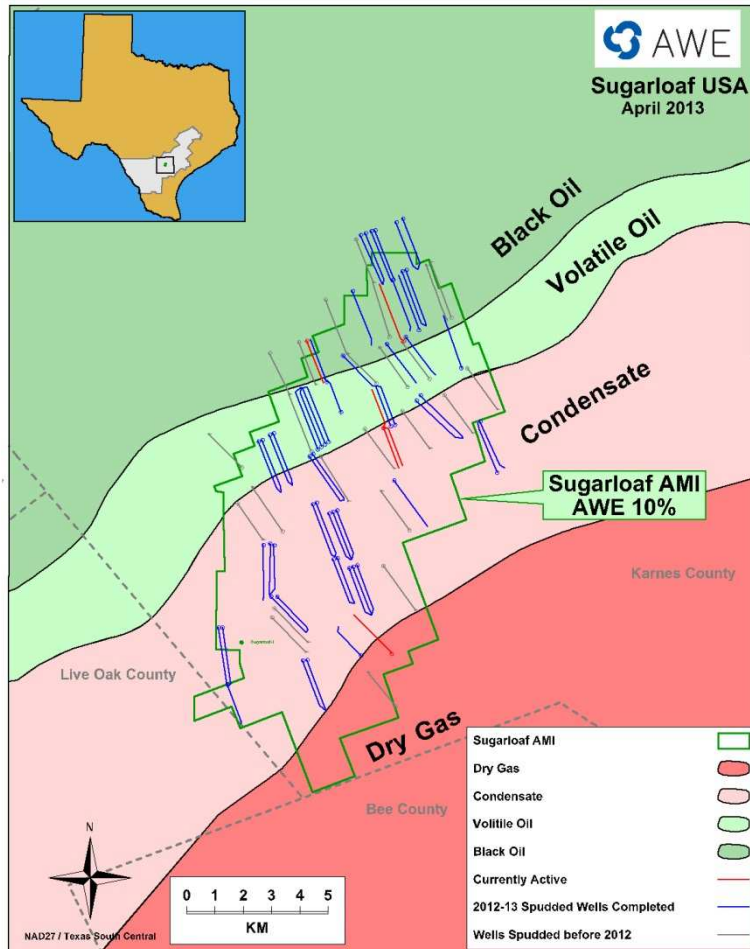 AWE
Sugarloaf USA
April 2013
Black Oil
Volatile Oil
Condensate
Sugarloaf AMI
AWE 10%
Karnes County
Sugarloaf-1
Live Oak County
Dry Gas
Bee County
Sugarloaf AMI
Dry Gas
Condensate
Volitile Oil
Black Oil
Currently Active
2012-13 Spudded Wells Completed
Wells Spudded before 2012
N
0 1 2 3 4 5
KM
NAD27 / Texas South Central